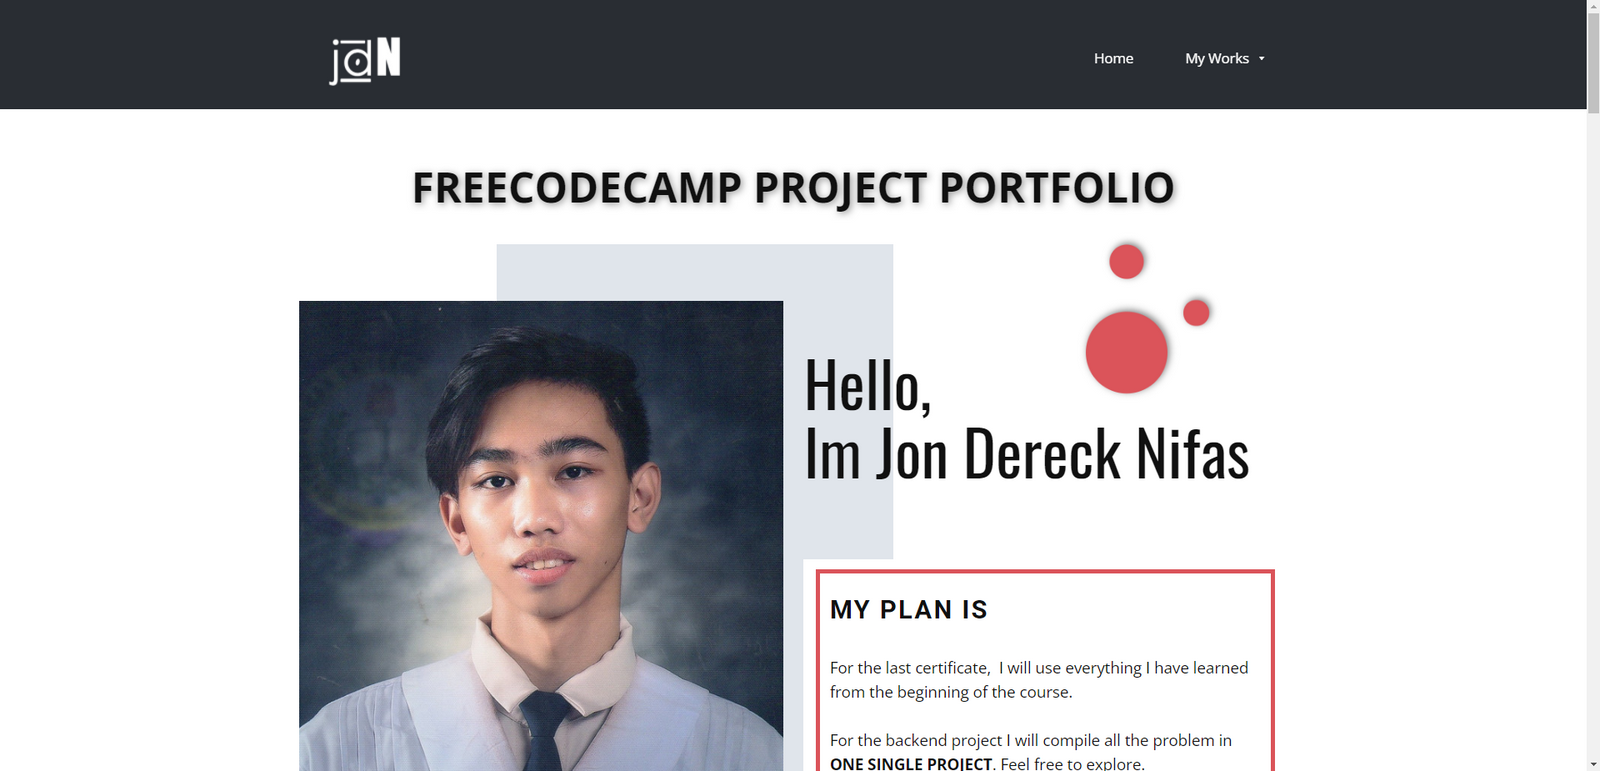 jdN
Home
My Works
FREECODECAMP PROJECT PORTFOLIO
Hello,
Im Jon Dereck Nifas
MY PLAN IS
For the last certificate,  I will use everything I have learned
from the beginning of the course.
For the backend project I will compile all the problem in
ONE SINGLE PROJECT. Feel free to explore.